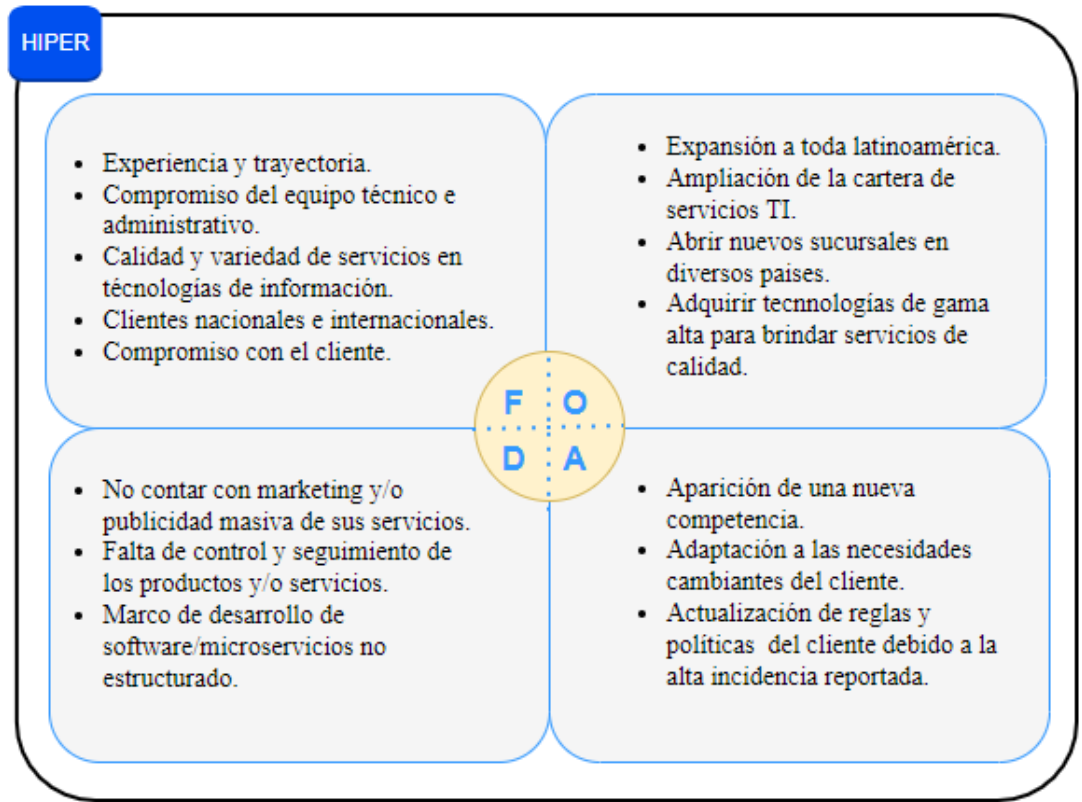 HIPER
• Experiencia y trayectoria.
• Compromiso del equipo técnico e
administrativo.
• Calidad y variedad de servicios en
técnologías de información.
• Clientes nacionales e internacionales.
• Compromiso con el cliente.
• Expansión a toda latinoamérica.
• Ampliación de la cartera de
servicios TI.
• Abrir nuevos sucursales en
diversos países.
• Adquirir tecnnologías de gama
alta para brindar servicios de
calidad.
F O
D A
• No contar con marketing y/o
publicidad masiva de sus servicios.
• Falta de control y seguimiento de
los productos y/o servicios.
• Marco de desarrollo de
software/microservicios no
estructurado.
• Aparición de una nueva
competencia.
• Adaptación a las necesidades
cambiantes del cliente.
• Actualización de reglas y
políticas del cliente debido a la
alta incidencia reportada.